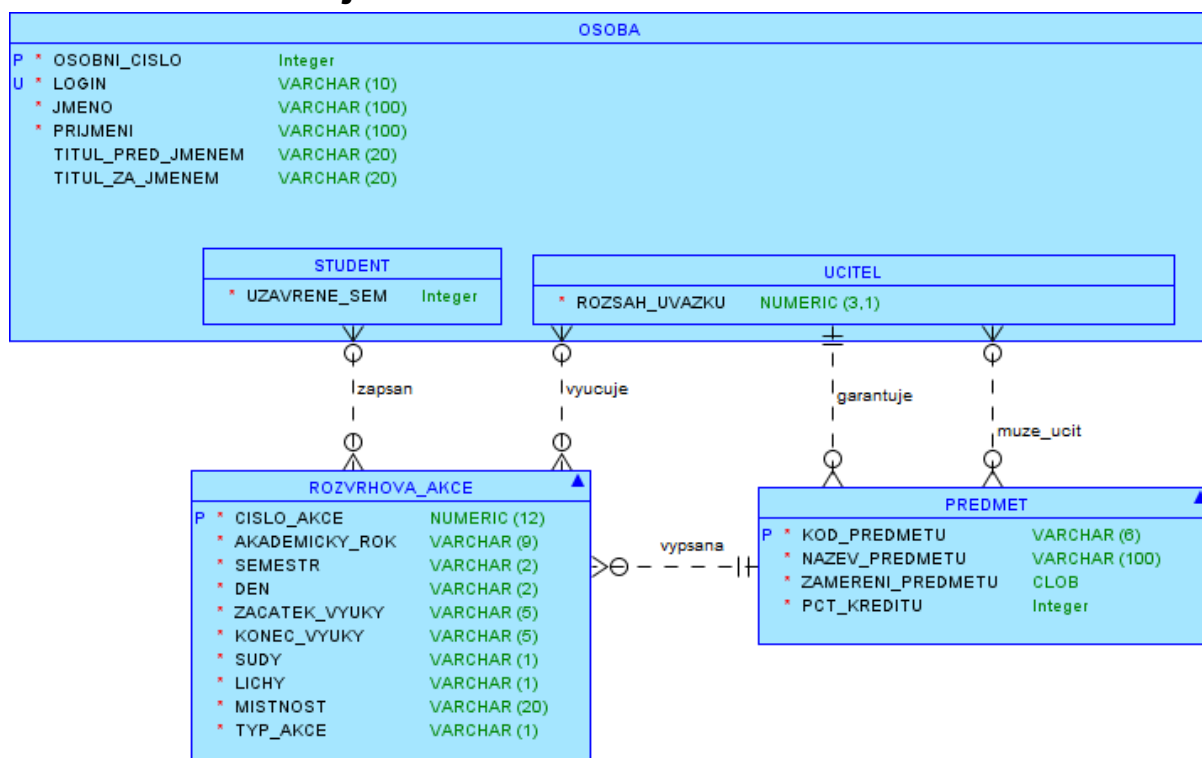 OSOBA
P * OSOBNI_CISLO Integer
U * LOGIN VARCHAR (10)
* JMENO VARCHAR (100)
* PRIJMENI VARCHAR (100)
TITUL_PRED_JMENEM VARCHAR (20)
TITUL_ZA_JMENEM VARCHAR (20)
STUDENT
* UZAVRENE_SEM Integer
UCITEL
* ROZSAH_UVAZKU NUMERIC (3,1)
zapsan
vyucuje
garantuje
muze_ucit
ROZVRHOVA_AKCE
P * CISLO_AKCE NUMERIC (12)
* AKADEMICKY_ROK VARCHAR (9)
* SEMESTR VARCHAR (2)
* DEN VARCHAR (2)
* ZACATEK_VYUKY VARCHAR (5)
* KONEC_VYUKY VARCHAR (5)
* SUDY VARCHAR (1)
* LICHY VARCHAR (1)
* MISTNOST VARCHAR (20)
* TYP_AKCE VARCHAR (1)
vypsana
PREDMET
P * KOD_PREDMETU VARCHAR (6)
* NAZEV_PREDMETU VARCHAR (100)
* ZAMERENI_PREDMETU CLOB
* PCT_KREDITU Integer